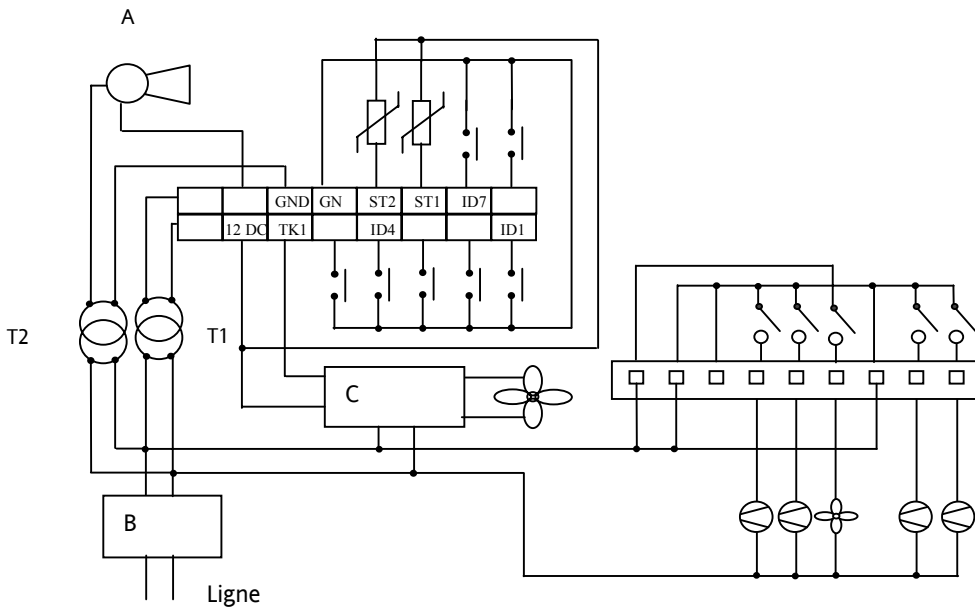 A
GND GN ST2 ST1 ID7
12 DC TK1 ID4 ID1
T2
T1
C
B
Ligne